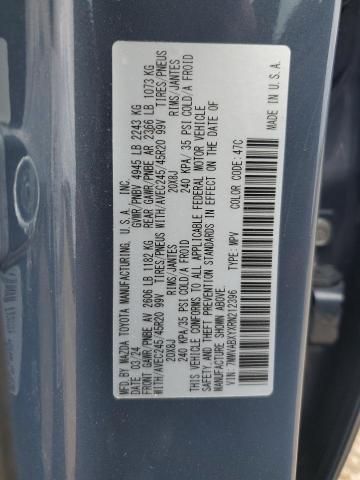 MFD. BY MAZDA TOYOTA MANUFACTURING, U.S.A. INC.
DATE: 03/24 GVWR/PNBV 4945 LB 2243 KG
FRONT GAWR/PNBE AV 2606 LB 1182 KG REAR GAWR/PNBE AR 2366 LB 1073 KG
WITH/AVEC245/45R20 99V TIRES/PNEUS WITH/AVEC245/45R20 99V TIRES/PNEUS
20X8J RIMS/JANTES 20X8J RIMS/JANTES
240 KPA/35 PSI COLD/A FROID 240 KPA/35 PSI COLD/A FROID
THIS VEHICLE CONFORMS TO ALL APPLICABLE FEDERAL MOTOR VEHICLE
SAFETY AND THEFT PREVENTION STANDARDS IN EFFECT ON THE DATE OF
MANUFACTURE SHOWN ABOVE.
VIN: TYPE: MPV COLOR CODE: 47C MADE IN U.S.A.